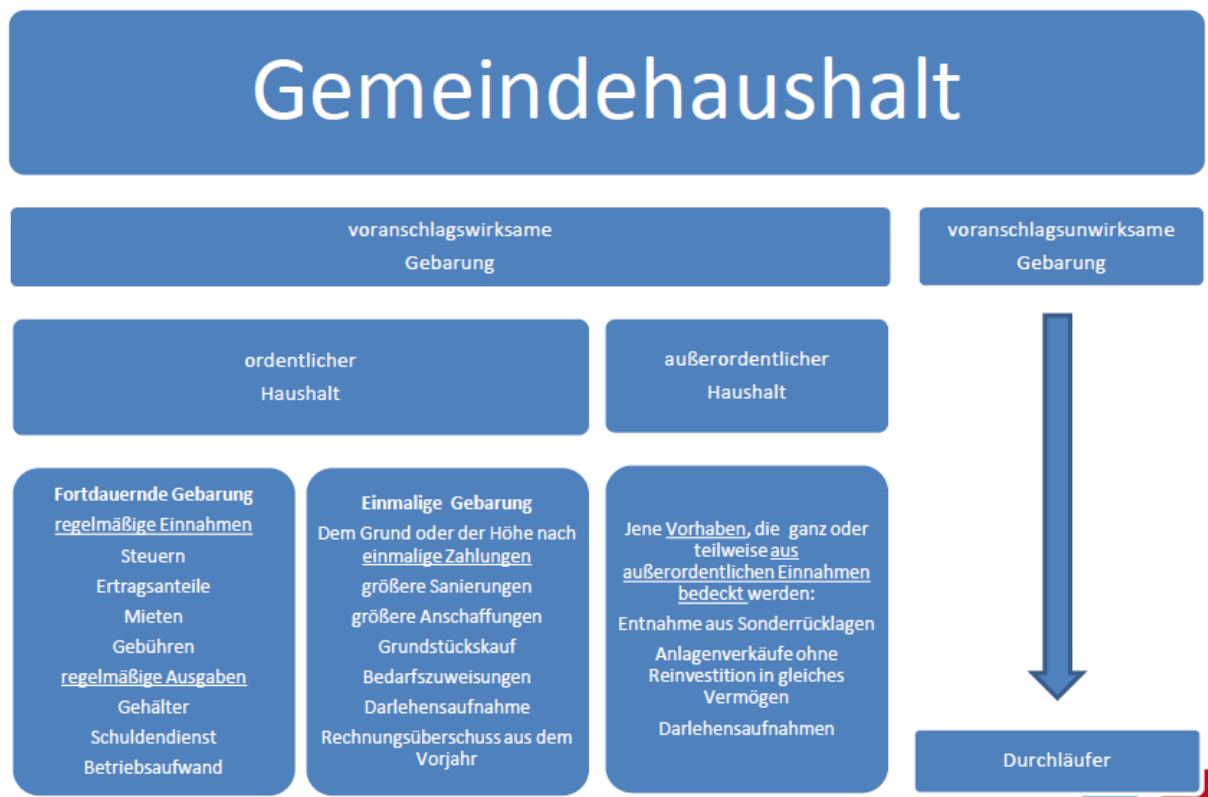 Gemeindehaushalt
voranschlagswirksame
Gebarung
voranschlagsunwirksame
Gebarung
ordentlicher
Haushalt
außerordentlicher
Haushalt
Fortdauernde Gebarung
regelmäßige Einnahmen
Steuern
Ertragsanteile
Mieten
Gebühren
regelmäßige Ausgaben
Gehälter
Schuldendienst
Betriebsaufwand
Einmalige Gebarung
Dem Grund oder der Höhe nach
einmalige Zahlungen
größere Sanierungen
größere Anschaffungen
Grundstückskauf
Bedarfszuweisungen
Darlehensaufnahme
Rechnungsüberschuss aus dem
Vorjahr
Jene Vorhaben, die ganz oder
teilweise aus
außerordentlichen Einnahmen
bedeckt werden:
Entnahme aus Sonderrücklagen
Anlagenverkäufe ohne
Reinvestition in gleiches
Vermögen
Darlehensaufnahmen
Durchläufer